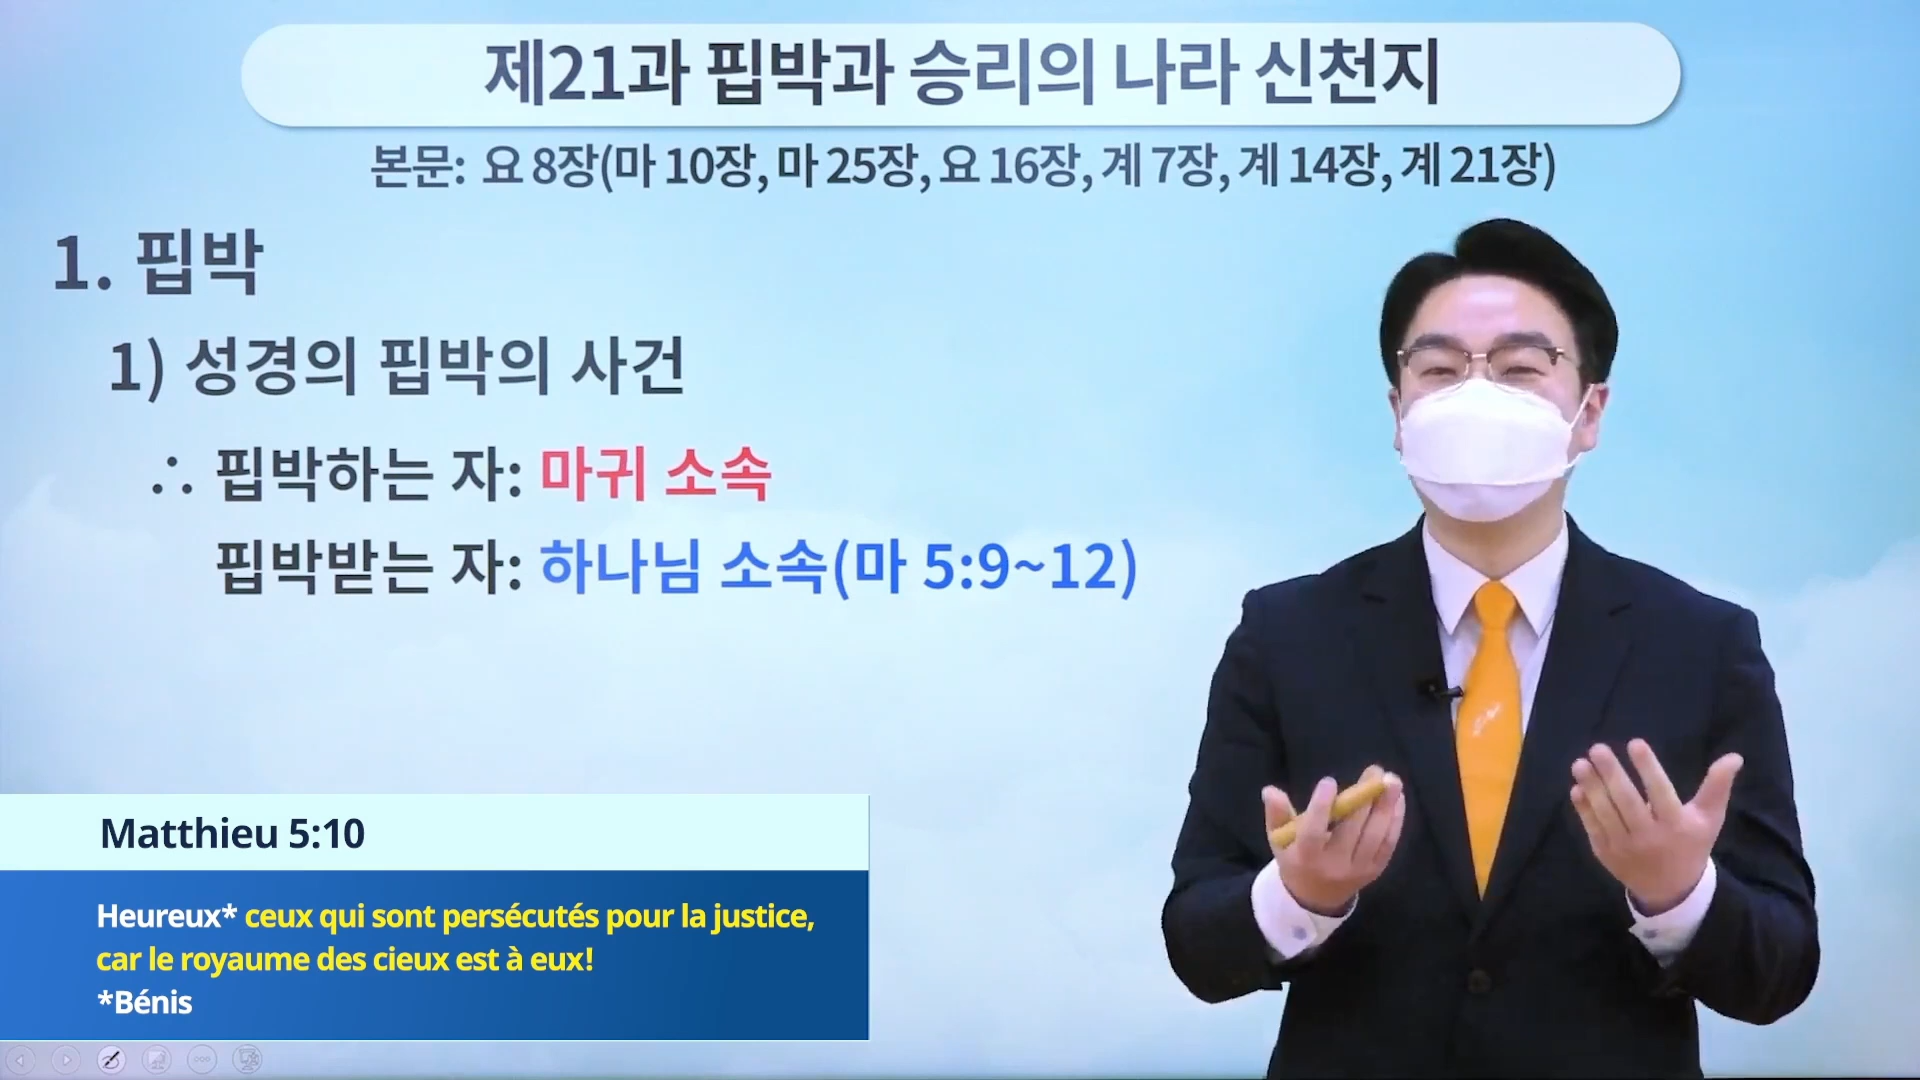 제21과 핍박과 승리의 나라 신천지
본문: 요 8장(마 10장, 마 25장, 요 16장, 계 7장, 계 14장, 계 21장)
1. 핍박
1) 성경의 핍박의 사건
∴ 핍박하는 자: 마귀 소속
핍박받는 자: 하나님 소속(마 5:9~12)
Matthieu 5:10
Heureux* ceux qui sont persécutés pour la justice,
car le royaume des cieux est à eux!
*Bénis